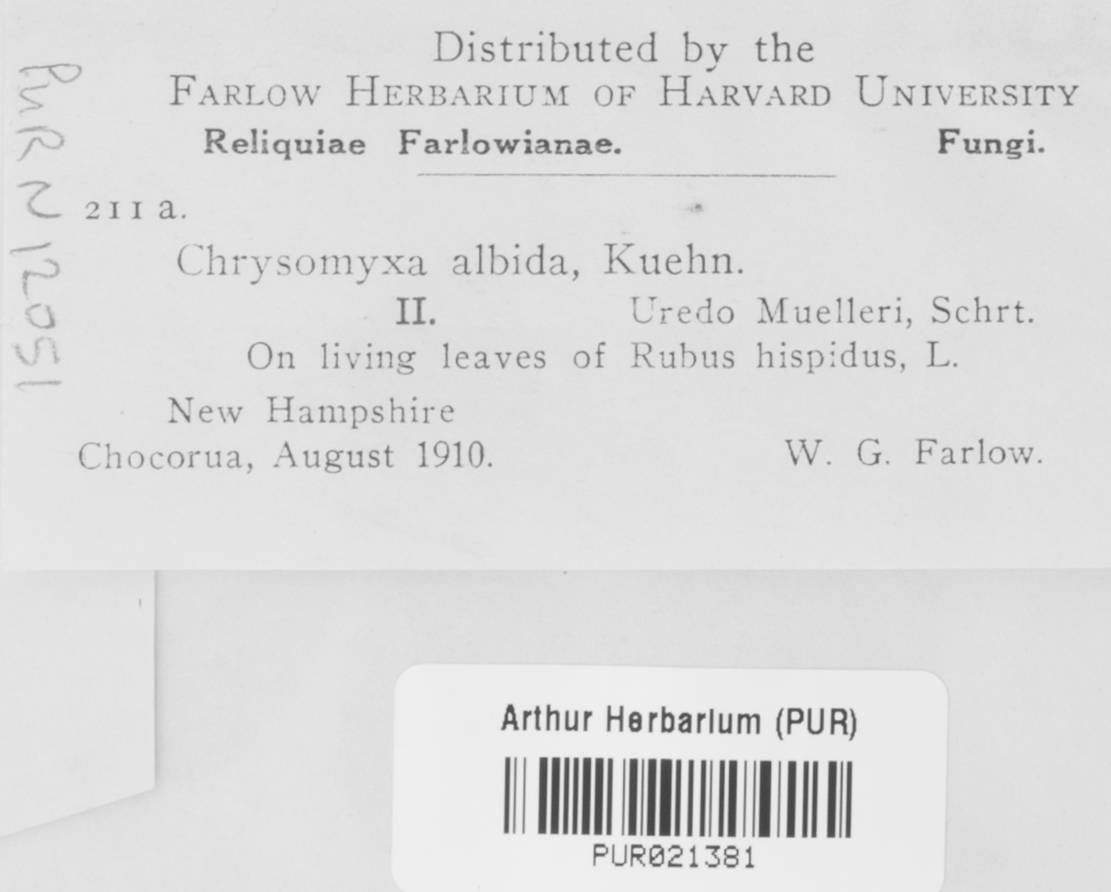 Distributed by the
FARLOW HERBARIUM OF HARVARD UNIVERSITY
Reliquiae Farlowianae. Fungi.
211 a.
Chrysomyxa albida, Kuehn.
II. Uredo Muelleri, Schrt.
On living leaves of Rubus hispidus, L.
New Hampshire
Chocorua, August 1910. W. G. Farlow.
PUR N 12051
Arthur Herbarium (PUR)
PUR021381